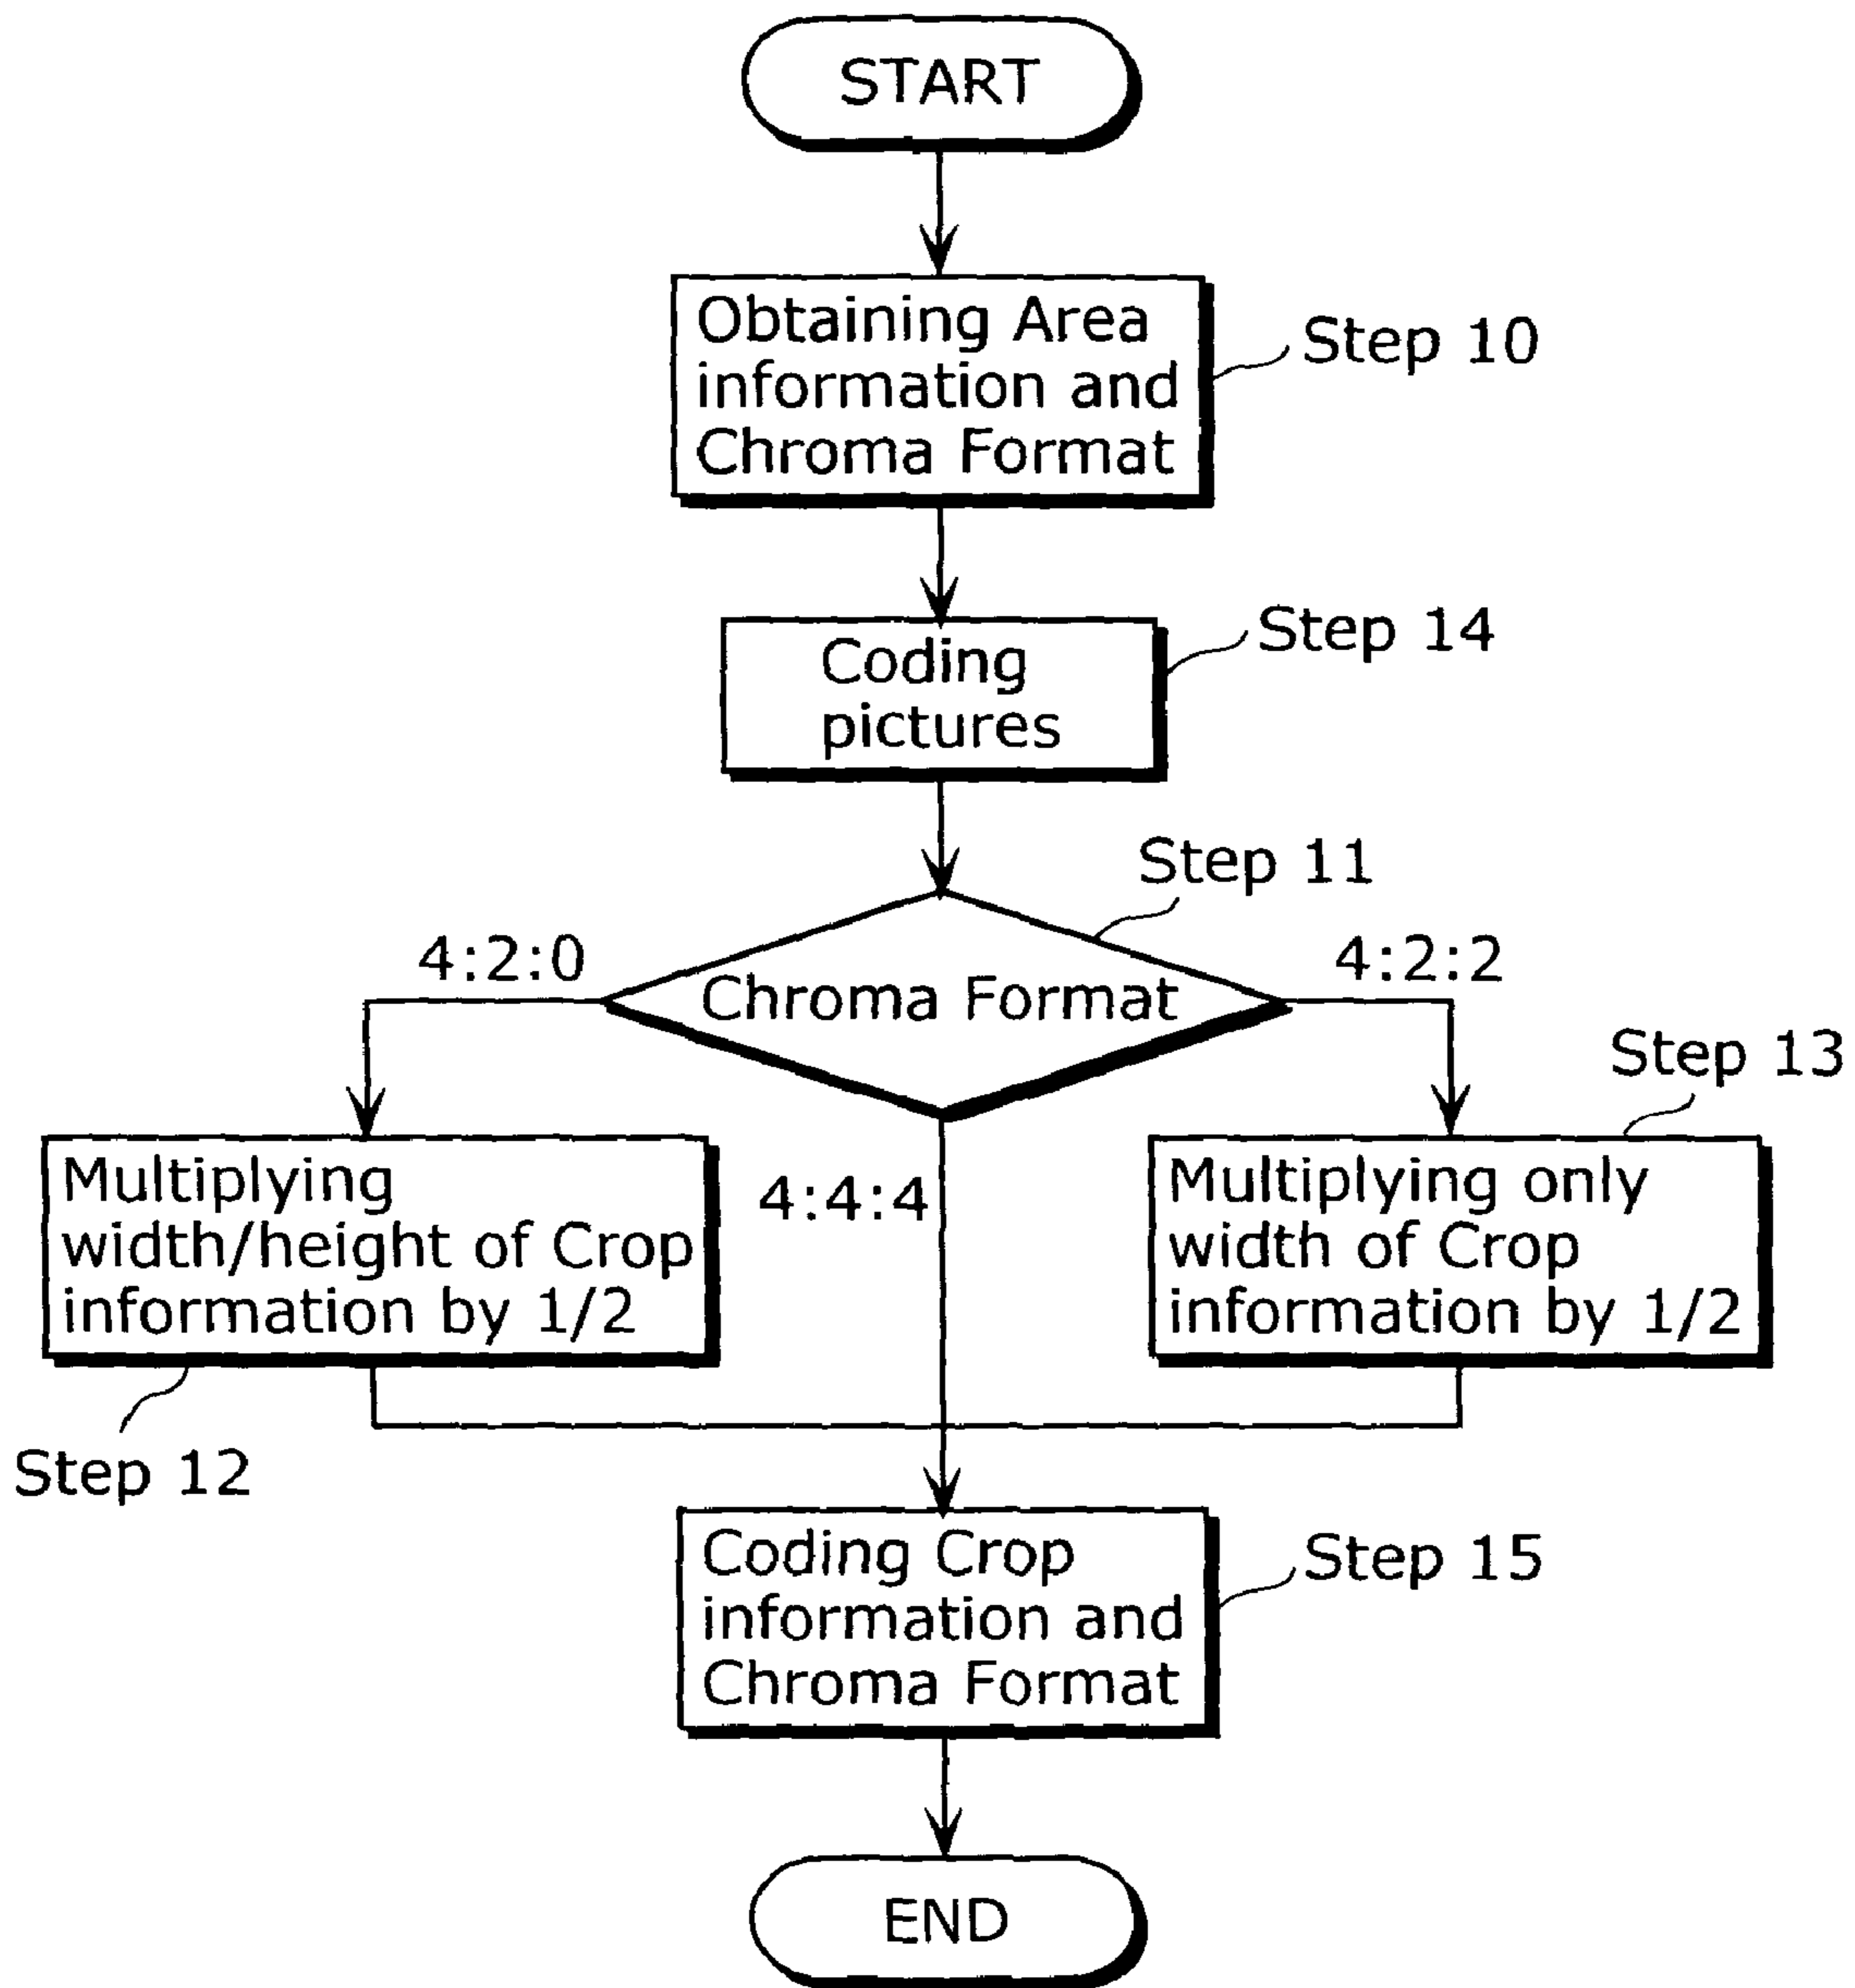 START
Obtaining Area
information and
Chroma Format
Step 10
Coding
pictures
Step 14
Step 11
Chroma Format
4:2:0
4:2:2
4:4:4
Step 13
Multiplying
width/height of Crop
information by 1/2
Multiplying only
width of Crop
information by 1/2
Step 12
Coding Crop
information and
Chroma Format
Step 15
END